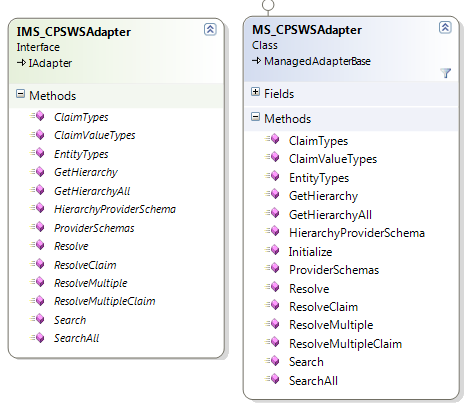 IMS_CPSWSAdapter
Interface
IAdapter
Methods
ClaimTypes
ClaimValueTypes
EntityTypes
GetHierarchy
GetHierarchyAll
HierarchyProviderSchema
ProviderSchemas
Resolve
ResolveClaim
ResolveMultiple
ResolveMultipleClaim
Search
SearchAll
MS_CPSWSAdapter
Class
ManagedAdapterBase
Fields
Methods
ClaimTypes
ClaimValueTypes
EntityTypes
GetHierarchy
GetHierarchyAll
HierarchyProviderSchema
Initialize
ProviderSchemas
Resolve
ResolveClaim
ResolveMultiple
ResolveMultipleClaim
Search
SearchAll